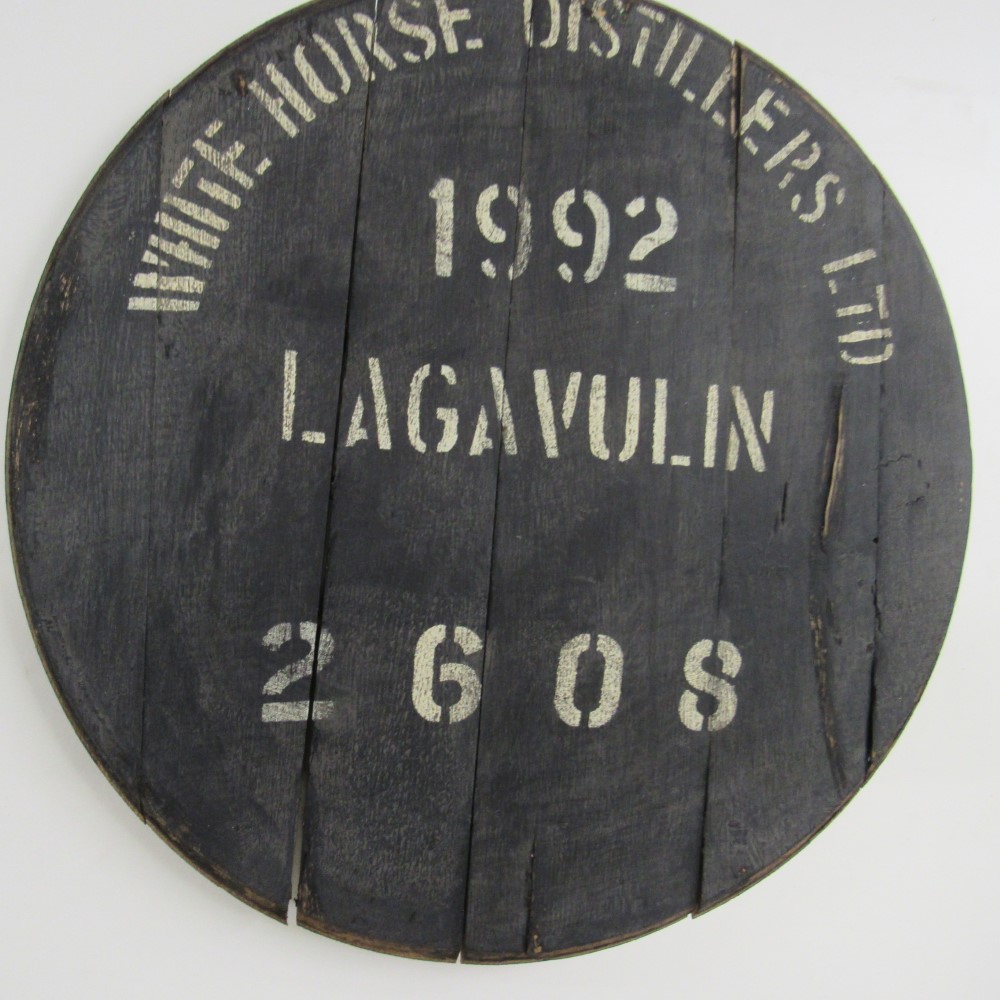 WHITE HORSE DISTILLERS LTD
1992
LAGAVULIN
2608